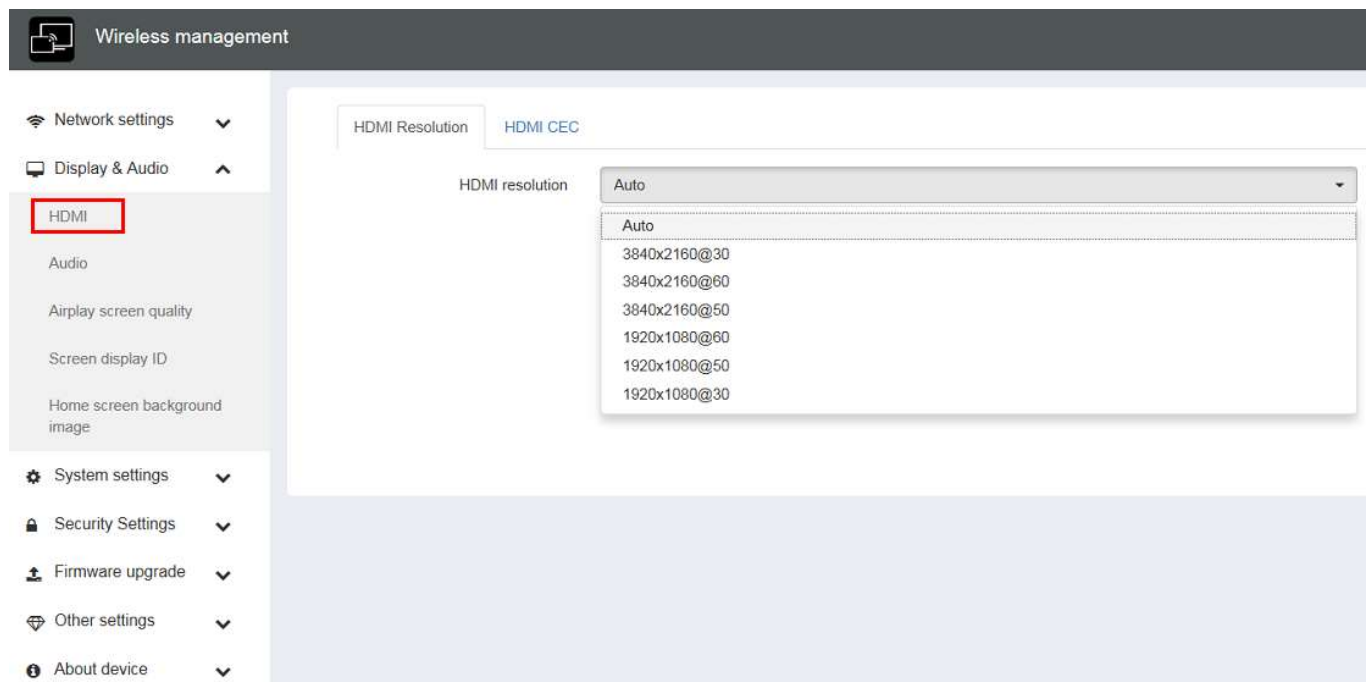 Wireless management
Network settings
Display & Audio
HDMI
Audio
Airplay screen quality
Screen display ID
Home screen background
image
System settings
Security Settings
Firmware upgrade
Other settings
About device
HDMI Resolution HDMI CEC
HDMI resolution Auto
Auto
3840x2160@30
3840x2160@60
3840x2160@50
1920x1080@60
1920x1080@50
1920x1080@30